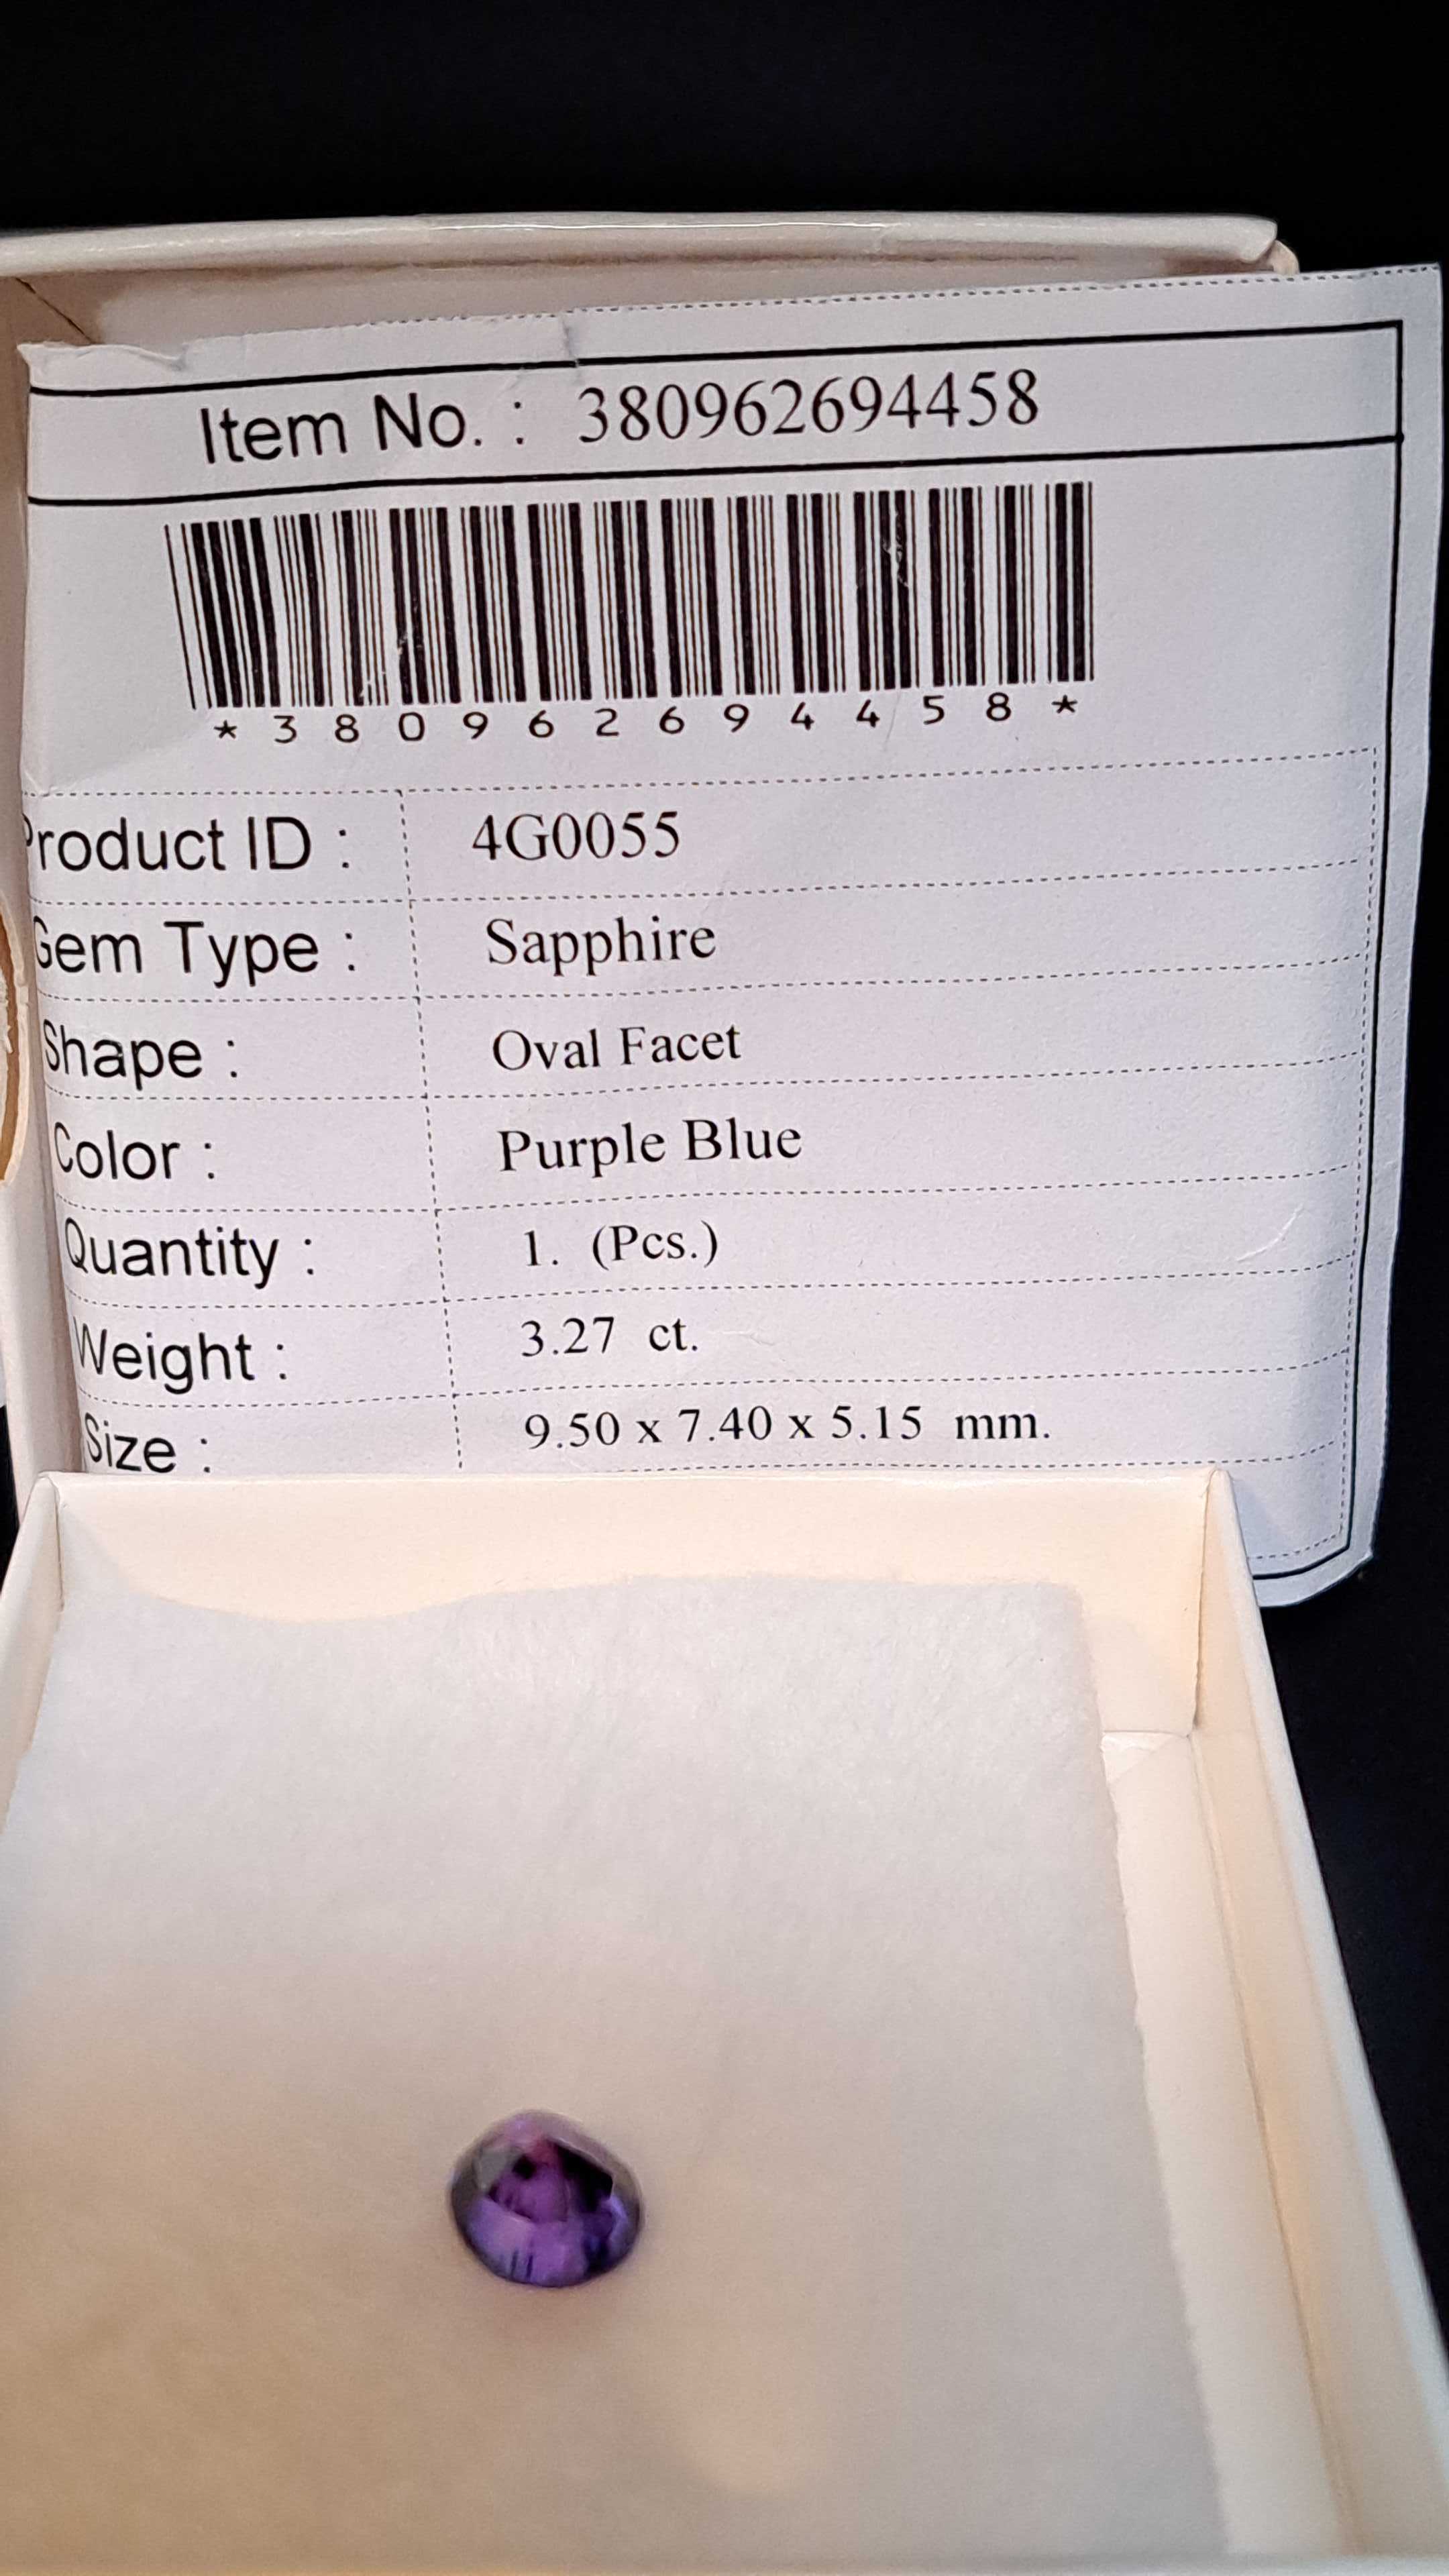 Item No. : 380962694458
*380962694458*
Product ID : 4G0055
Gem Type : Sapphire
Shape : Oval Facet
Color : Purple Blue
Quantity : 1. (Pcs.)
Weight : 3.27 ct.
Size : 9.50 x 7.40 x 5.15 mm.